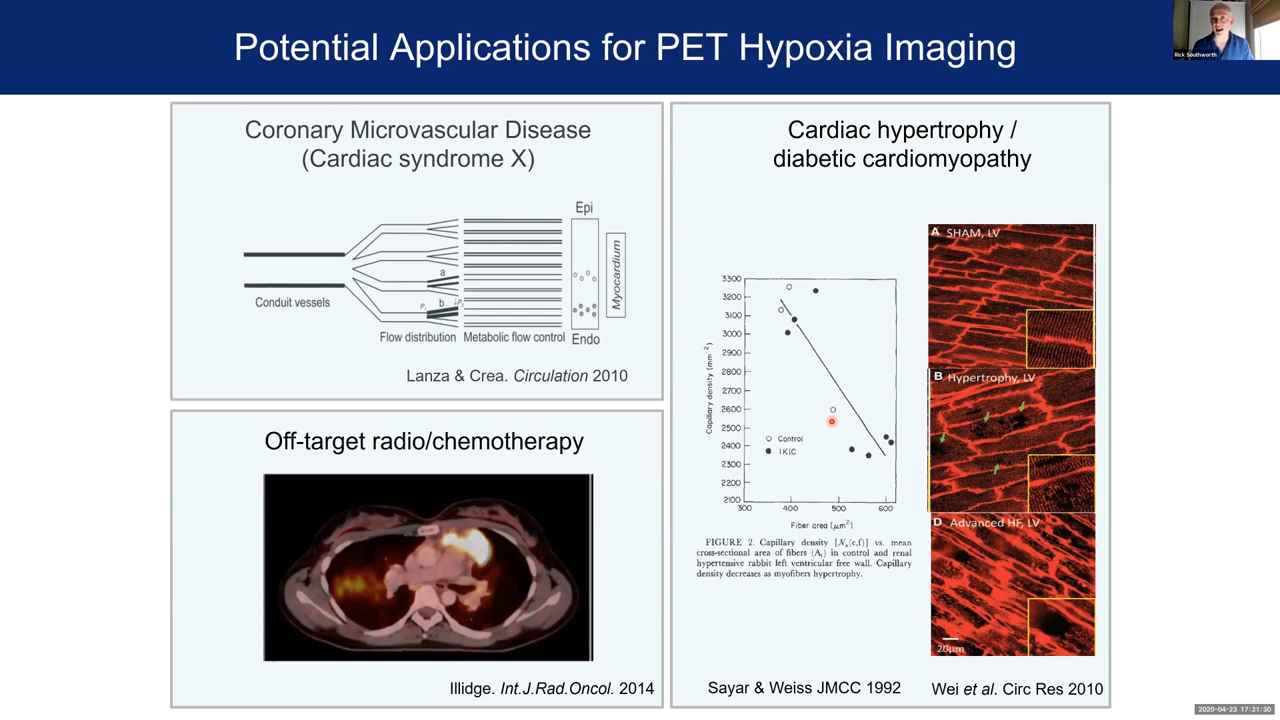 Potential Applications for PET Hypoxia Imaging
Rick Southworth
Coronary Microvascular Disease
(Cardiac syndrome X)
Epi
a
b
Myocardium
Conduit vessels
Flow distribution
Metabolic flow control
Endo
Lanza & Crea. Circulation 2010
Off-target radio/chemotherapy
Illidge. Int.J.Rad.Oncol. 2014
Cardiac hypertrophy /
diabetic cardiomyopathy
Capillary density (mm⁻²)
3300
3200
3100
3000
2900
2800
2700
2600
2500
2400
2300
2200
2100
Control
1K1C
300
400
500
600
Fiber area (μm²)
FIGURE 2. Capillary density [Nₐ(c,f)] vs. mean
cross-sectional area of fibers (Aᶠ) in control and renal
hypertensive rabbit left ventricular free wall. Capillary
density decreases as myofibers hypertrophy.
Sayar & Weiss JMCC 1992
A SHAM, LV
B Hypertrophy, LV
D Advanced HF, LV
20μm
Wei et al. Circ Res 2010
2020-04-23 17:21:30